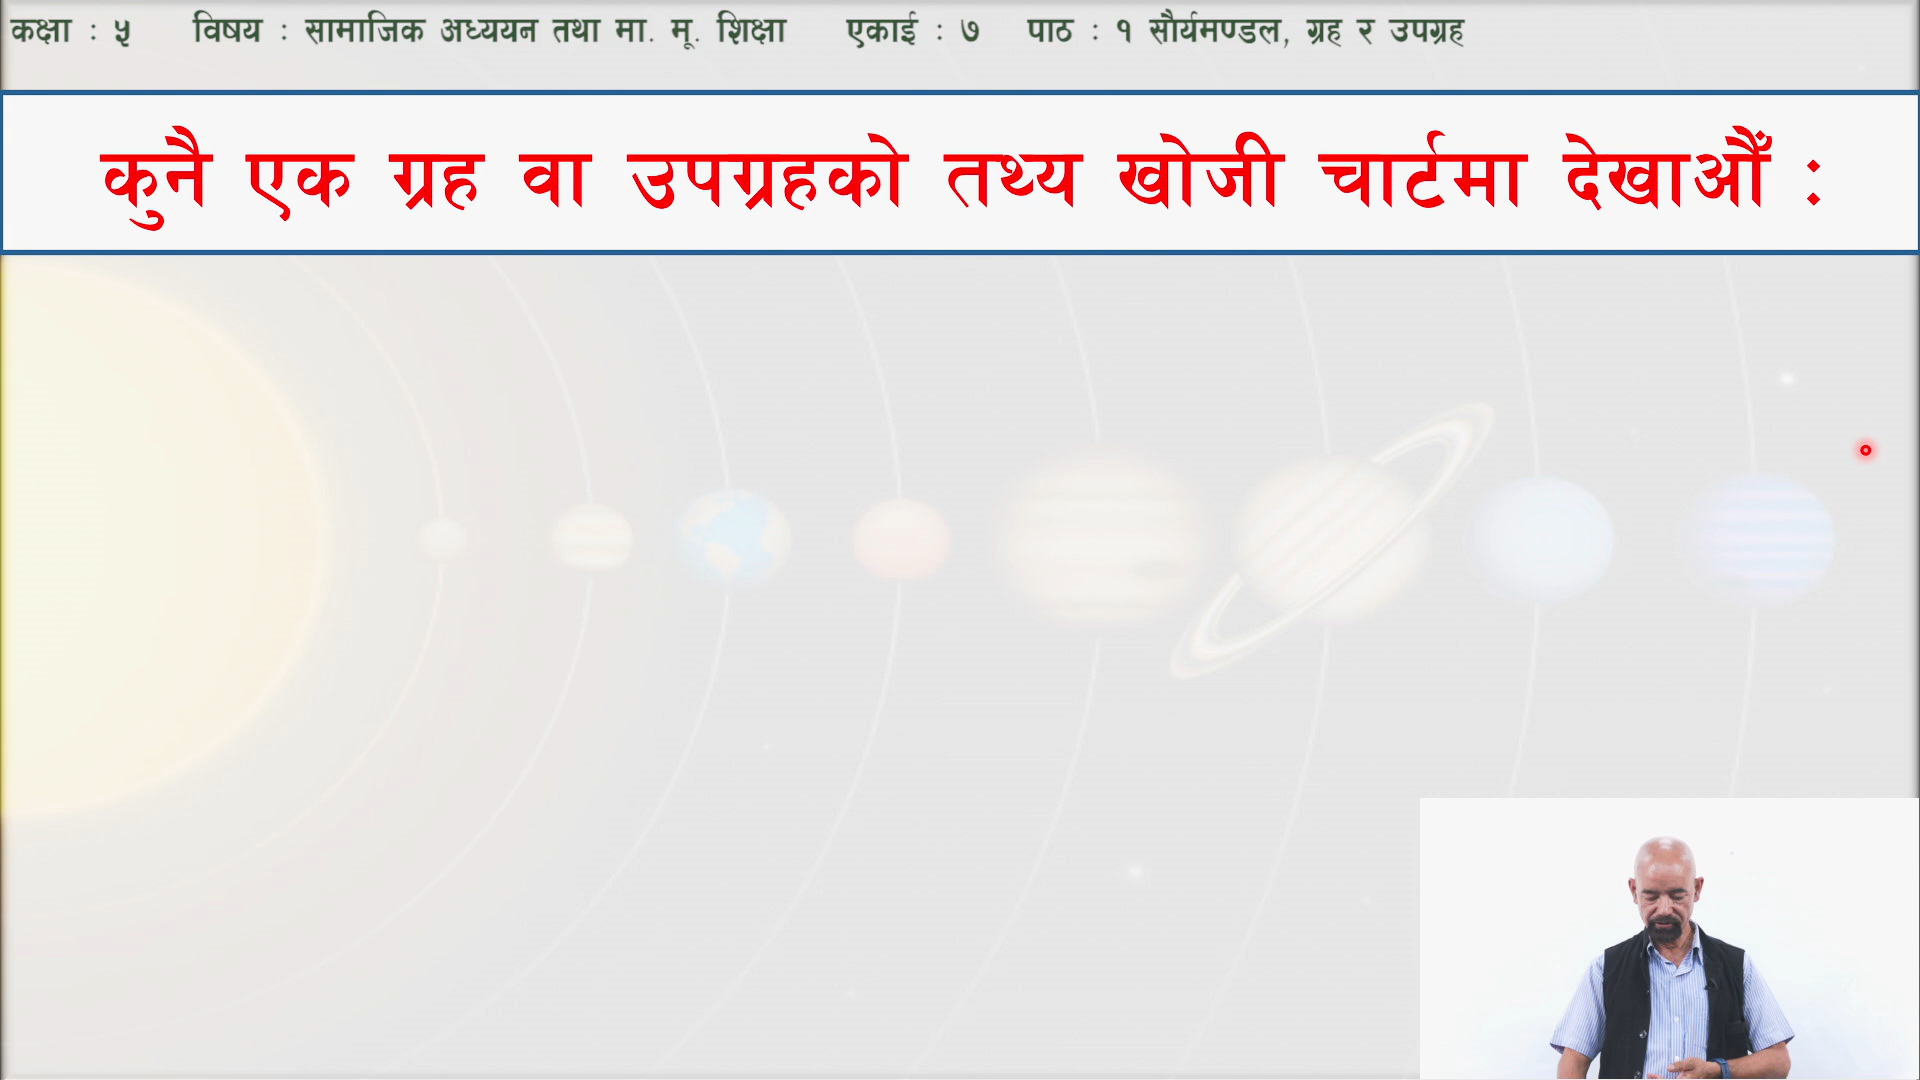 कक्षा : ५ विषय : सामाजिक अध्ययन तथा मा. मू. शिक्षा एकाई : ७ पाठ : १ सौर्यमण्डल, ग्रह र उपग्रह
कुनै एक ग्रह वा उपग्रहको तथ्य खोजी चार्टमा देखाऔँ :